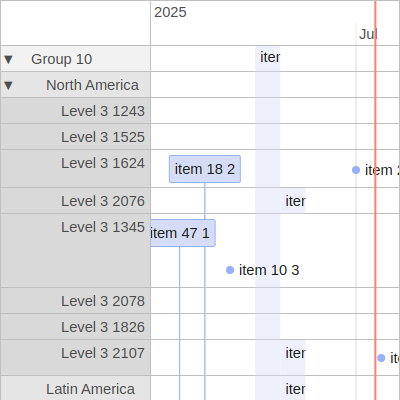 2025
Jul
▼ Group 10 iter
▼ North America
Level 3 1243
Level 3 1525
Level 3 1624 item 18 2 item 2
Level 3 2076 iter
Level 3 1345 item 47 1
item 10 3
Level 3 2078
Level 3 1826
Level 3 2107 iter it
Latin America iter